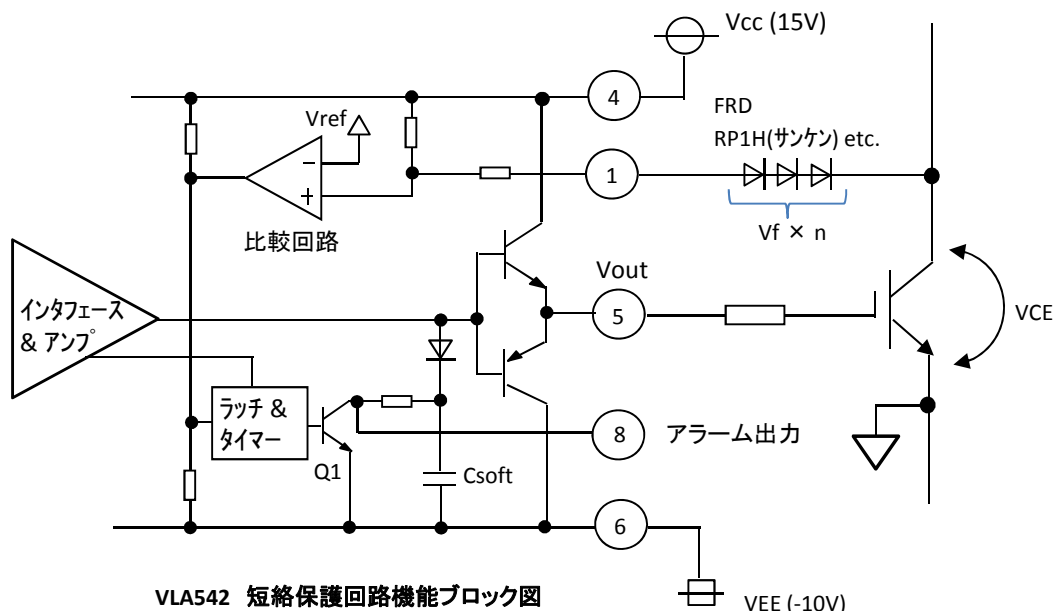 Vcc (15V)
4
FRD
RP1H(サンケン) etc.
Vref
1
−
+
比較回路
Vf × n
Vout
インタフェース
& アンプ
5
VCE
ラッチ &
タイマー
Q1
8
アラーム出力
Csoft
6
VLA542 短絡保護回路機能ブロック図
VEE (-10V)